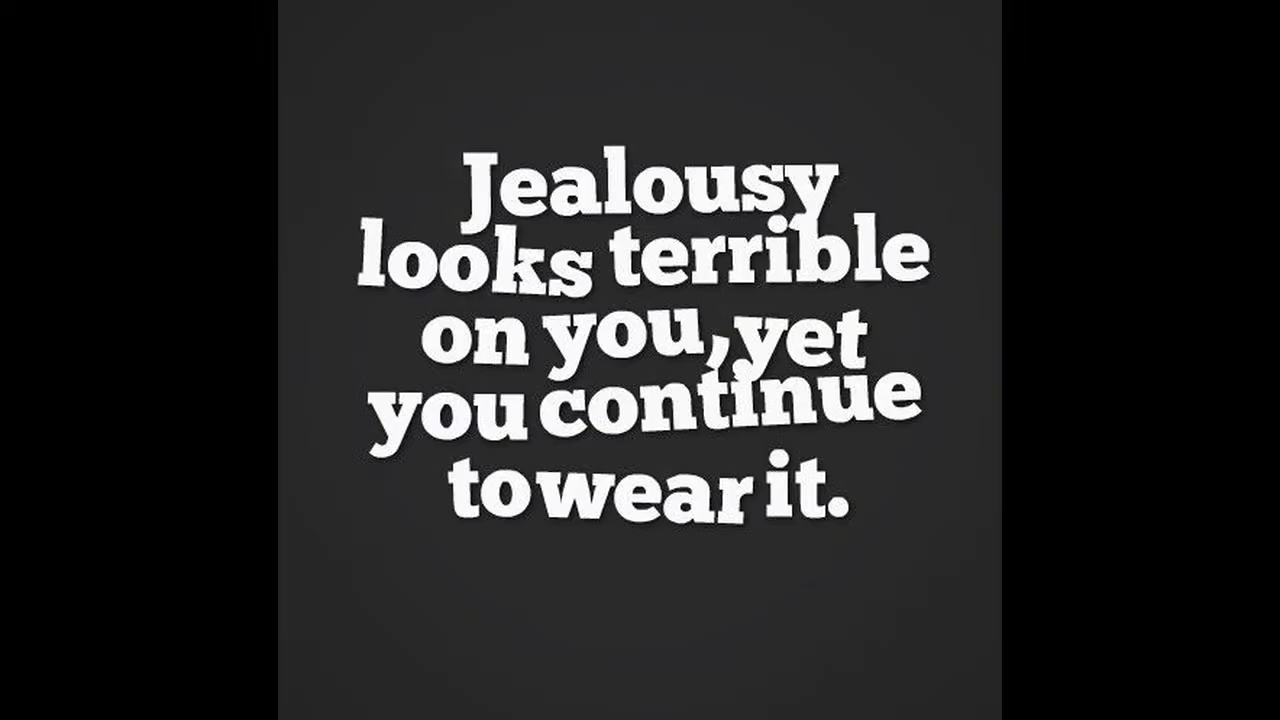 Jealousy
looks terrible
on you, yet
you continue
to wear it.